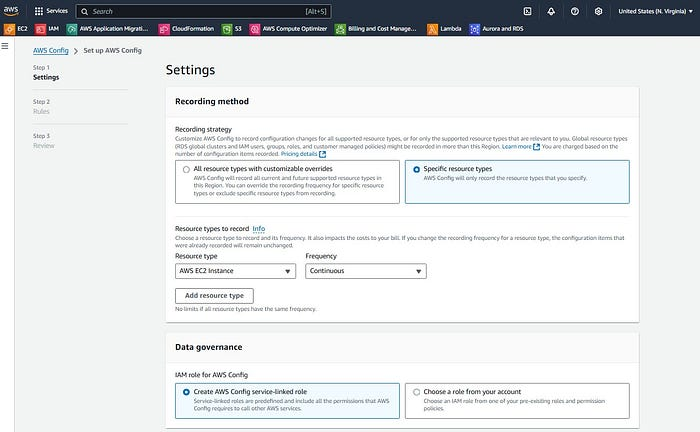 aws
Services
Search
[Alt+S]
United States (N. Virginia)
EC2
IAM
AWS Application Migrati...
CloudFormation
S3
AWS Compute Optimizer
Billing and Cost Manage...
Lambda
Aurora and RDS
AWS Config > Set up AWS Config
Step 1
Settings
Step 2
Rules
Step 3
Review
Settings
Recording method
Recording strategy
Customize AWS Config to record configuration changes for all supported resource types, or for only the supported resource types that are relevant to you. Global resource types
(RDS global clusters and IAM users, groups, roles, and customer managed policies) might be recorded in more than this Region. Learn more You are charged based on the
number of configuration items recorded. Pricing details
All resource types with customizable overrides
AWS Config will record all current and future supported resource types in
this Region. You can override the recording frequency for specific resource
types or exclude specific resource types from recording.
Specific resource types
AWS Config will only record the resource types that you specify.
Resource types to record Info
Choose a resource type to record and its frequency. It also impacts the costs to your bill. If you change the recording frequency for a resource type, the configuration items that
were already recorded will remain unchanged.
Resource type
Frequency
AWS EC2 Instance
Continuous
Add resource type
No limits if all resource types have the same frequency.
Data governance
IAM role for AWS Config
Create AWS Config service-linked role
Service-linked roles are predefined and include all the permissions that AWS
Config requires to call other AWS services.
Choose a role from your account
Choose an IAM role from one of your pre-existing roles and permission
policies.